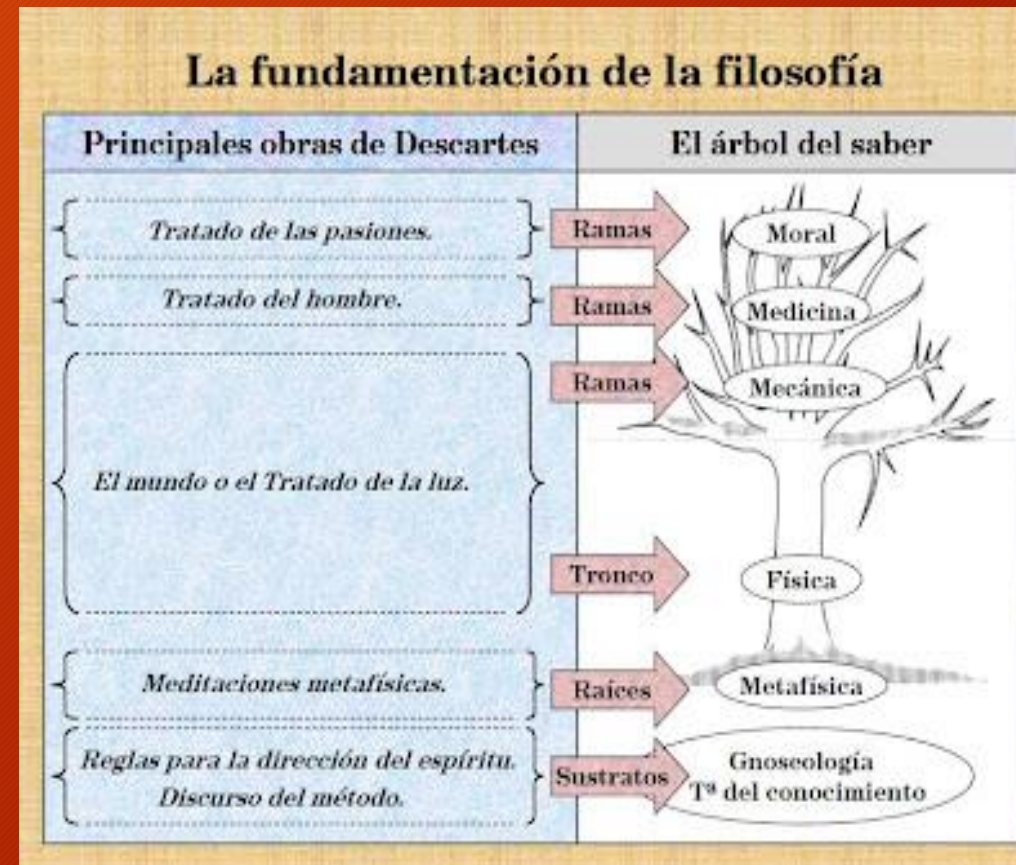 La fundamentación de la filosofía
Principales obras de Descartes
El árbol del saber
Tratado de las pasiones.
Ramas
Moral
Tratado del hombre.
Ramas
Medicina
Ramas
Mecánica
El mundo o el Tratado de la luz.
Tronco
Física
Meditaciones metafísicas.
Raíces
Metafísica
Reglas para la dirección del espíritu.
Discurso del método.
Sustratos
Gnoseología
Tª del conocimiento